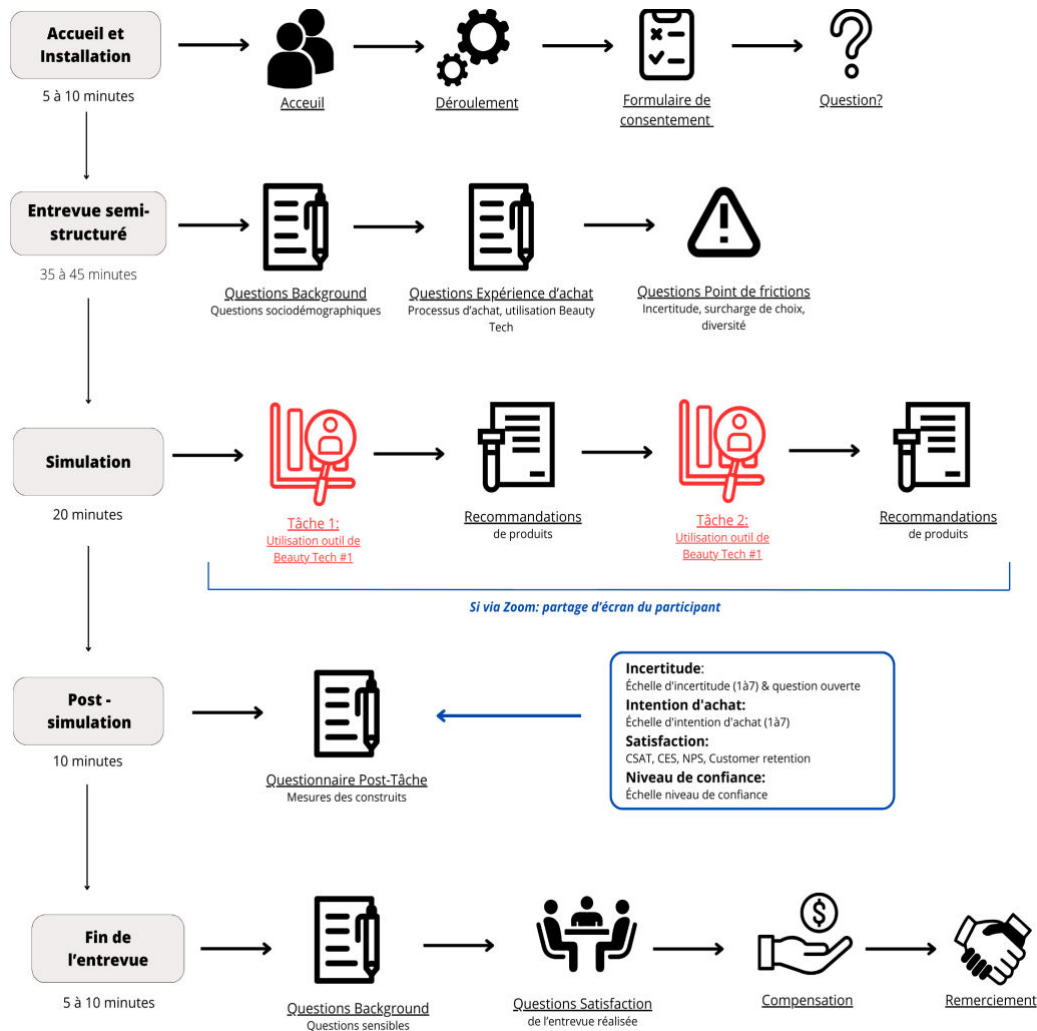 Accueil et
Installation
5 à 10 minutes
Acceuil
Déroulement
Formulaire de
consentement
Question?
Entrevue semi-
structuré
35 à 45 minutes
Questions Background
Questions sociodémographiques
Questions Expérience d'achat
Processus d'achat, utilisation Beauty
Tech
Questions Point de frictions
Incertitude, surcharge de choix,
diversité
Simulation
20 minutes
Tâche 1:
Utilisation outil de
Beauty Tech #1
Recommandations
de produits
Tâche 2:
Utilisation outil de
Beauty Tech #1
Recommandations
de produits
Si via Zoom: partage d'écran du participant
Post -
simulation
10 minutes
Questionnaire Post-Tâche
Mesures des construits
Incertitude:
Échelle d'incertitude (1à7) & question ouverte
Intention d'achat:
Échelle d'intention d'achat (1à7)
Satisfaction:
CSAT, CES, NPS, Customer retention
Niveau de confiance:
Échelle niveau de confiance
Fin de
l'entrevue
5 à 10 minutes
Questions Background
Questions sensibles
Questions Satisfaction
de l'entrevue réalisée
Compensation
Remerciement